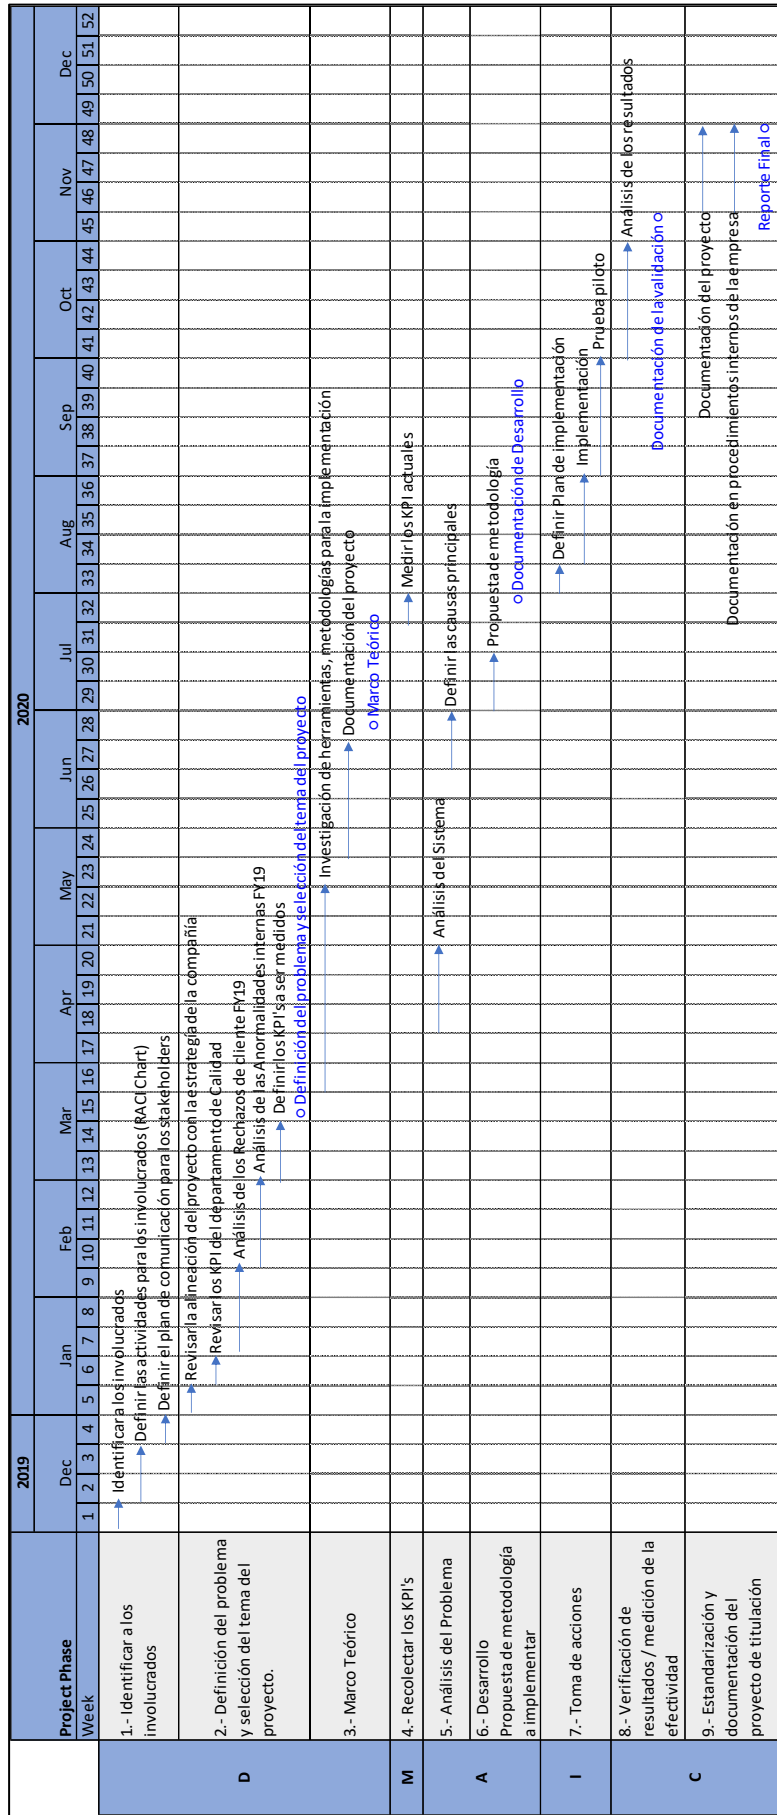 2019
2020
Project Phase
Dec
Jan
Feb
Mar
Apr
May
Jun
Jul
Aug
Sep
Oct
Nov
Dec
Week
1 2 3 4 5 6 7 8 9 10 11 12 13 14 15 16 17 18 19 20 21 22 23 24 25 26 27 28 29 30 31 32 33 34 35 36 37 38 39 40 41 42 43 44 45 46 47 48 49 50 51 52
D
1.- Identificar a los
involucrados
Identificar a los involucrados
Definir las actividades para los involucrados (RACI Chart)
Definir el plan de comunicación para los stakeholders
2.- Definición del problema
y selección del tema del
proyecto.
Revisar la alineación del proyecto con la estrategía de la compañía
Revisar los KPI del departamento de Calidad
Análisis de los Rechazos de cliente FY19
Análisis de las Anormalidades internas FY19
Definir los KPI's a ser medidos
o Definición del problema y selección del tema del proyecto
3.- Marco Teórico
Investigación de herramientas, metodologías para la implementación
Documentación del proyecto
o Marco Teórico
M
4.- Recolectar los KPI's
Medir los KPI actuales
A
5.- Análisis del Problema
Análisis del Sistema
Definir las causas principales
6.- Desarrollo
Propuesta de metodología
a implementar
Propuesta de metodología
o Documentación de Desarrollo
I
7.- Toma de acciones
Definir Plan de implementación
Implementación
Prueba piloto
C
8.- Verificación de
resultados / medición de la
efectividad
Análisis de los resultados
Documentación de la validación o
9.- Estandarización y
documentación del
proyecto de titulación
Documentación del proyecto
Documentación en procedimientos internos de la empresa
Reporte Final o